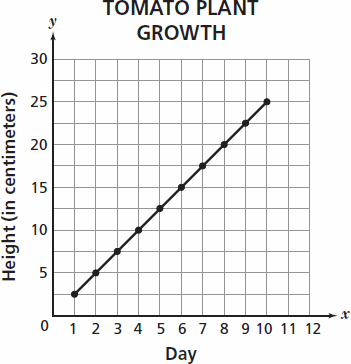 TOMATO PLANT
GROWTH
y
30
25
20
15
10
5
0
1 2 3 4 5 6 7 8 9 10 11 12
x
Height (in centimeters)
Day